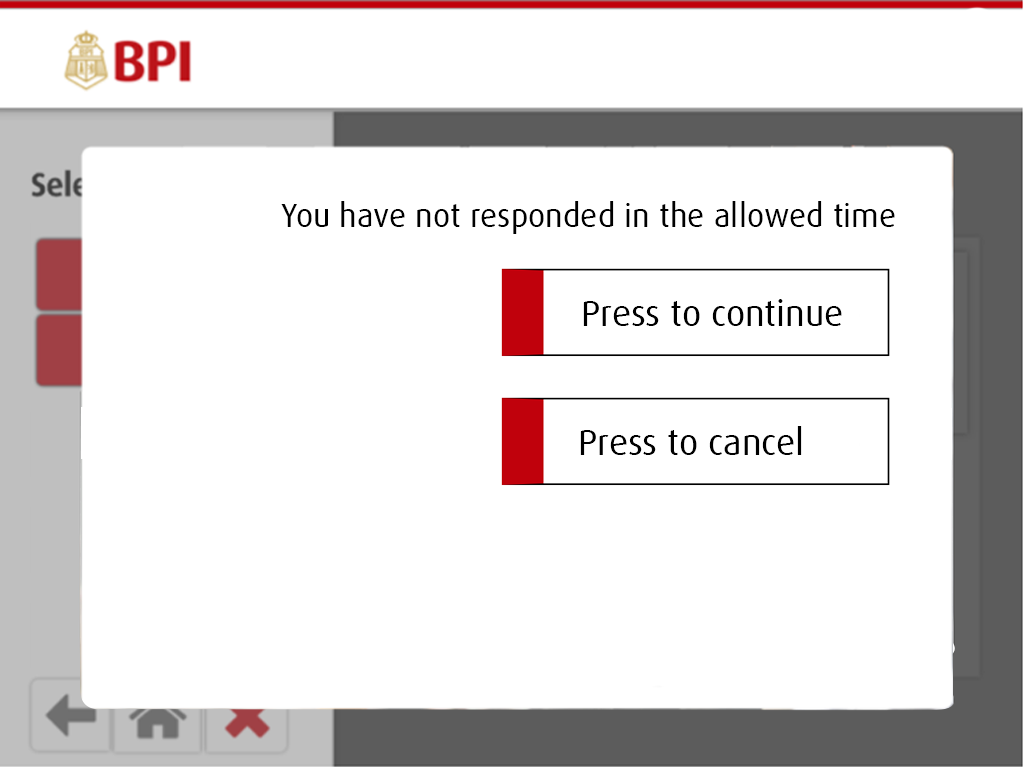 BPI
Sele
You have not responded in the allowed time
Press to continue
Press to cancel